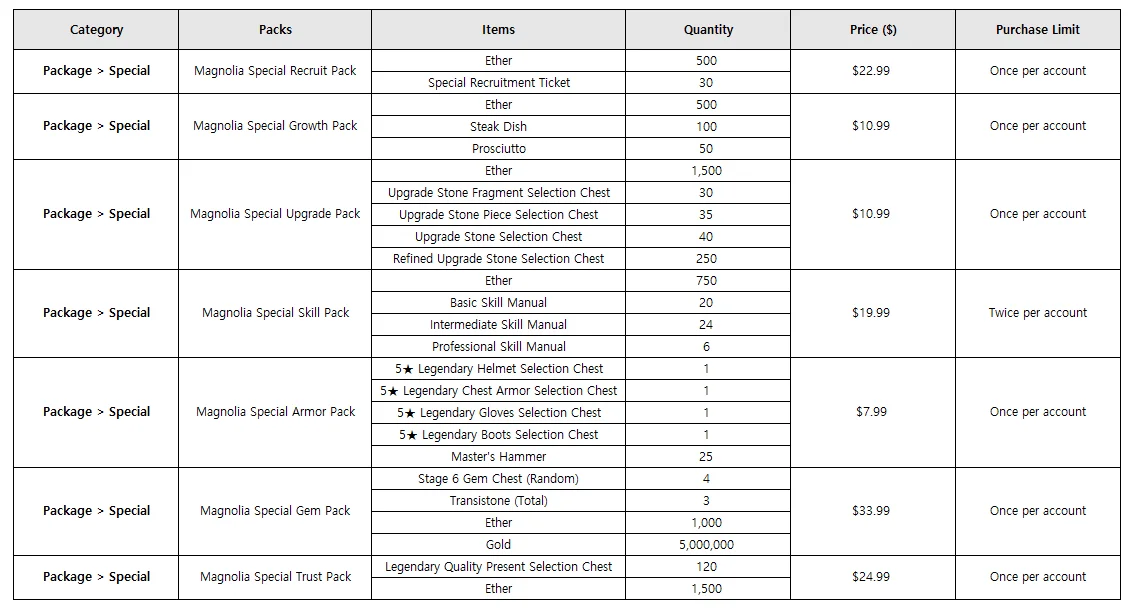 Category Packs Items Quantity Price ($) Purchase Limit
Package > Special Magnolia Special Recruit Pack Ether 500 $22.99 Once per account
Special Recruitment Ticket 30
Package > Special Magnolia Special Growth Pack Ether 500 $10.99 Once per account
Steak Dish 100
Prosciutto 50
Package > Special Magnolia Special Upgrade Pack Ether 1,500 $10.99 Once per account
Upgrade Stone Fragment Selection Chest 30
Upgrade Stone Piece Selection Chest 35
Upgrade Stone Selection Chest 40
Refined Upgrade Stone Selection Chest 250
Package > Special Magnolia Special Skill Pack Ether 750 $19.99 Twice per account
Basic Skill Manual 20
Intermediate Skill Manual 24
Professional Skill Manual 6
Package > Special Magnolia Special Armor Pack 5★ Legendary Helmet Selection Chest 1 $7.99 Once per account
5★ Legendary Chest Armor Selection Chest 1
5★ Legendary Gloves Selection Chest 1
5★ Legendary Boots Selection Chest 1
Master's Hammer 25
Package > Special Magnolia Special Gem Pack Stage 6 Gem Chest (Random) 4 $33.99 Once per account
Transistone (Total) 3
Ether 1,000
Gold 5,000,000
Package > Special Magnolia Special Trust Pack Legendary Quality Present Selection Chest 120 $24.99 Once per account
Ether 1,500